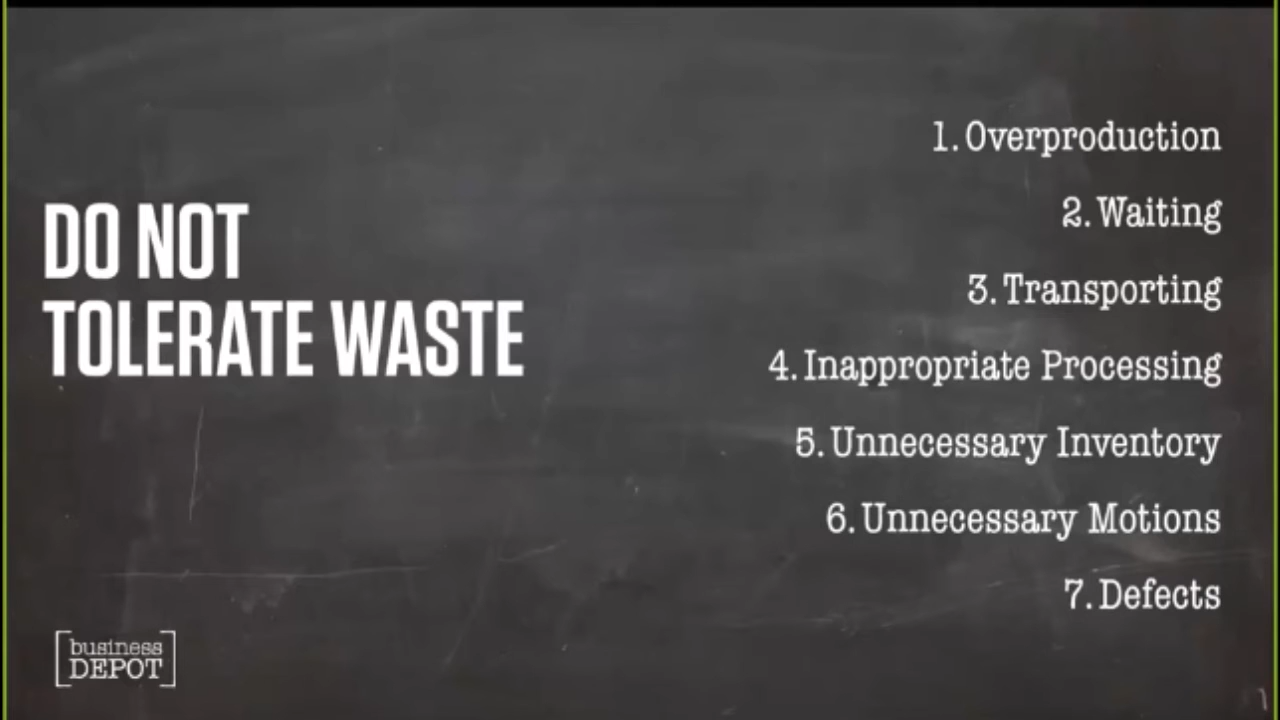 DO NOT
TOLERATE WASTE
1. Overproduction
2. Waiting
3. Transporting
4. Inappropriate Processing
5. Unnecessary Inventory
6. Unnecessary Motions
7. Defects
[business
DEPOT]